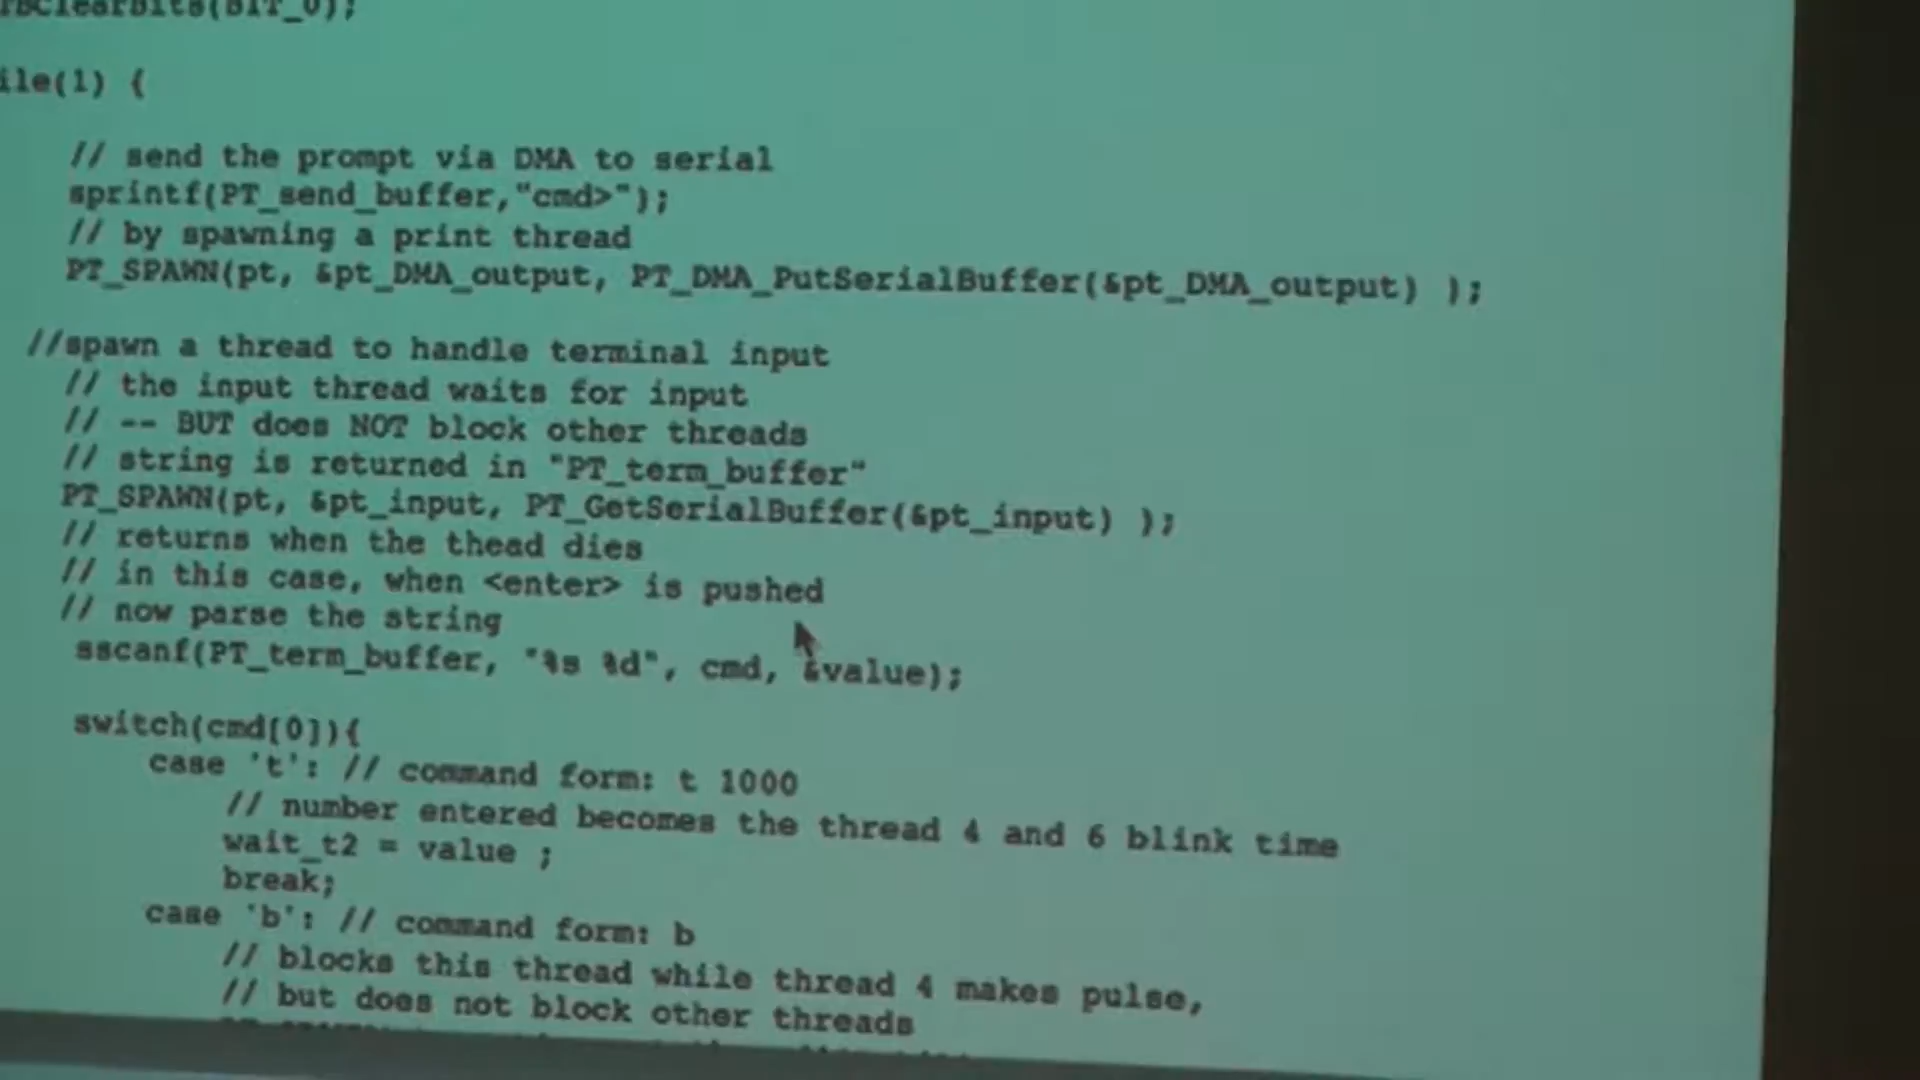 ile(1) {
// send the prompt via DMA to serial
sprintf(PT_send_buffer,"cmd>");
// by spawning a print thread
PT_SPAWN(pt, &pt_DMA_output, PT_DMA_PutSerialBuffer(&pt_DMA_output) );
//spawn a thread to handle terminal input
// the input thread waits for input
// -- BUT does NOT block other threads
// string is returned in "PT_term_buffer"
PT_SPAWN(pt, &pt_input, PT_GetSerialBuffer(&pt_input) );
// returns when the thead dies
// in this case, when <enter> is pushed
// now parse the string
sscanf(PT_term_buffer, "%s %d", cmd, &value);
switch(cmd[0]){
case 't': // command form: t 1000
// number entered becomes the thread 4 and 6 blink time
wait_t2 = value ;
break;
case 'b': // command form: b
// blocks this thread while thread 4 makes pulse,
// but does not block other threads